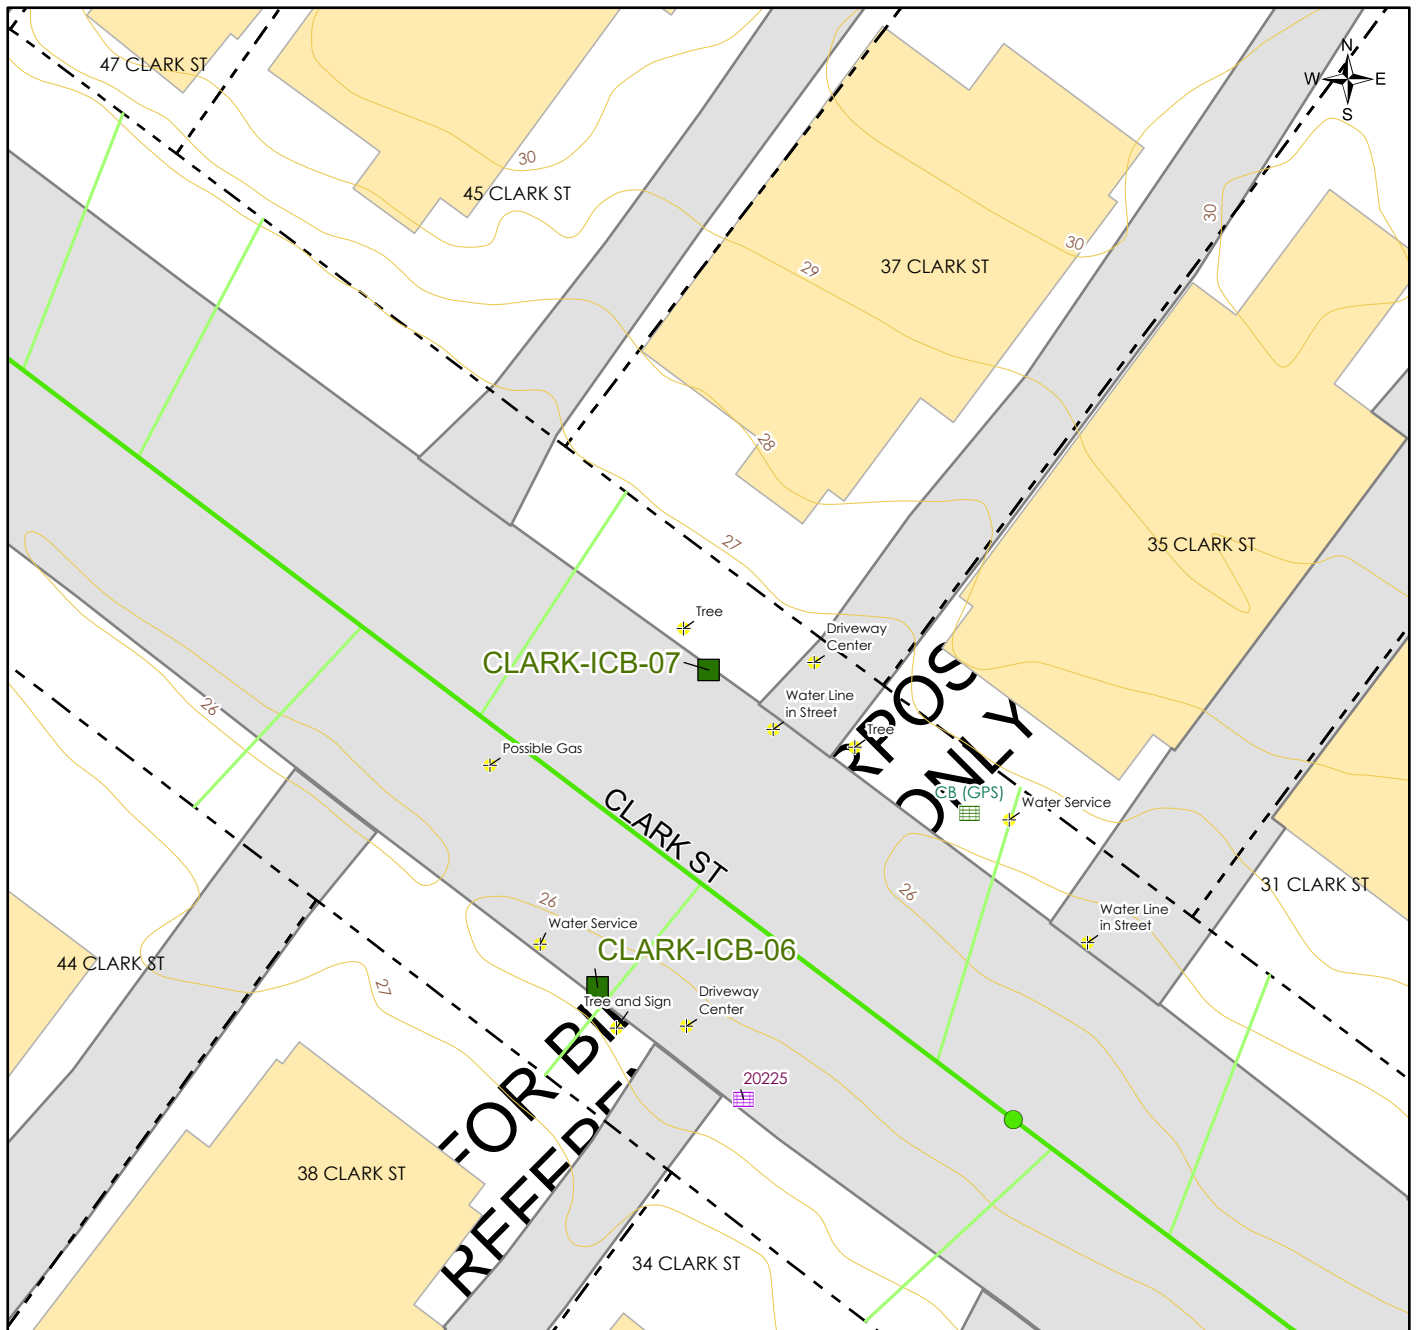 47 CLARK ST
N
W
E
S
30
45 CLARK ST
30
30
37 CLARK ST
29
28
27
35 CLARK ST
Tree
Driveway
Center
CLARK-ICB-07
Water Line
in Street
26
Tree
Possible Gas
CB (GPS)
Water Service
CLARK ST
ONLY
31 CLARK ST
26
26
Water Line
in Street
Water Service
CLARK-ICB-06
44 CLARK ST
27
Tree and Sign
Driveway
Center
20225
FOR
38 CLARK ST
34 CLARK ST